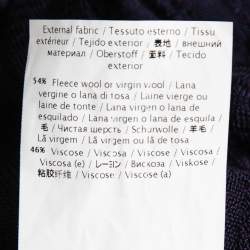 External fabric / Tessuto esterno / Tissu
extérieur / Tejido exterior / 表地 / внешний
материал / Oberstoff / 面料 / Tecido
exterior
54% Fleece wool or virgin wool / Lana
vergine o lana di tosa / Laine vierge ou
laine de tonte / Lana virgen o lana de
esquilado / Lana virgen o lana de esquila /
毛 / Чистая шерсть / Schurwolle / 羊毛 /
Lã virgem / Lã virgem ou lã de tosa
46% Viscose / Viscosa / Viscose / Viscosa /
Viscosa (e) / レーヨン / Вискоза / Viskose /
粘胶纤维 / Viscose / Viscose (a)